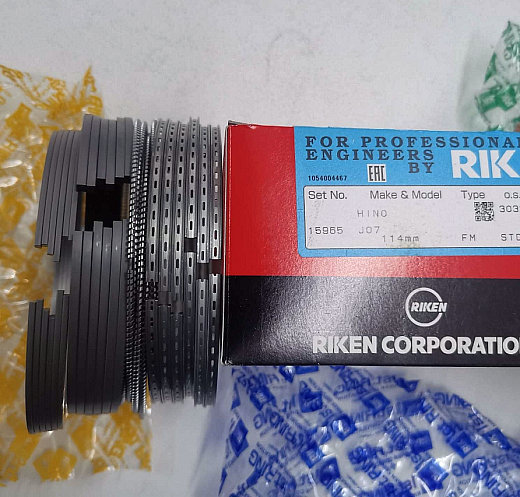 FOR PROFESSIONAL
ENGINEERS
BY RIK
1054004467
EAC
Set No. Make & Model Type o.s.
HINO 303
15965 J07
114mm FM STD
RIKEN
RIKEN CORPORATION